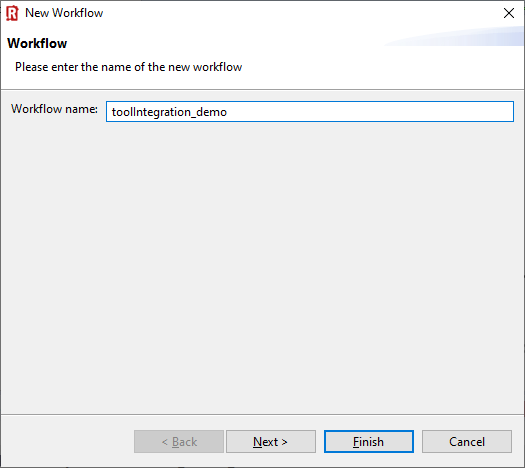 New Workflow
Workflow
Please enter the name of the new workflow
Workflow name: toolIntegration_demo
< Back Next > Finish Cancel